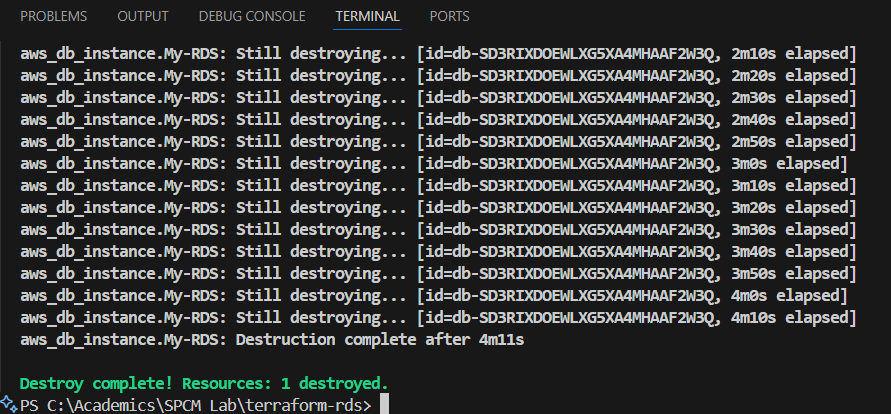 PROBLEMS OUTPUT DEBUG CONSOLE TERMINAL PORTS
aws_db_instance.My-RDS: Still destroying... [id=db-SD3RIXDOEWLXG5XA4MHAAF2W3Q, 2m10s elapsed]
aws_db_instance.My-RDS: Still destroying... [id=db-SD3RIXDOEWLXG5XA4MHAAF2W3Q, 2m20s elapsed]
aws_db_instance.My-RDS: Still destroying... [id=db-SD3RIXDOEWLXG5XA4MHAAF2W3Q, 2m30s elapsed]
aws_db_instance.My-RDS: Still destroying... [id=db-SD3RIXDOEWLXG5XA4MHAAF2W3Q, 2m40s elapsed]
aws_db_instance.My-RDS: Still destroying... [id=db-SD3RIXDOEWLXG5XA4MHAAF2W3Q, 2m50s elapsed]
aws_db_instance.My-RDS: Still destroying... [id=db-SD3RIXDOEWLXG5XA4MHAAF2W3Q, 3m0s elapsed]
aws_db_instance.My-RDS: Still destroying... [id=db-SD3RIXDOEWLXG5XA4MHAAF2W3Q, 3m10s elapsed]
aws_db_instance.My-RDS: Still destroying... [id=db-SD3RIXDOEWLXG5XA4MHAAF2W3Q, 3m20s elapsed]
aws_db_instance.My-RDS: Still destroying... [id=db-SD3RIXDOEWLXG5XA4MHAAF2W3Q, 3m30s elapsed]
aws_db_instance.My-RDS: Still destroying... [id=db-SD3RIXDOEWLXG5XA4MHAAF2W3Q, 3m40s elapsed]
aws_db_instance.My-RDS: Still destroying... [id=db-SD3RIXDOEWLXG5XA4MHAAF2W3Q, 3m50s elapsed]
aws_db_instance.My-RDS: Still destroying... [id=db-SD3RIXDOEWLXG5XA4MHAAF2W3Q, 4m0s elapsed]
aws_db_instance.My-RDS: Still destroying... [id=db-SD3RIXDOEWLXG5XA4MHAAF2W3Q, 4m10s elapsed]
aws_db_instance.My-RDS: Destruction complete after 4m11s
Destroy complete! Resources: 1 destroyed.
PS C:\Academics\SPCM Lab\terraform-rds>